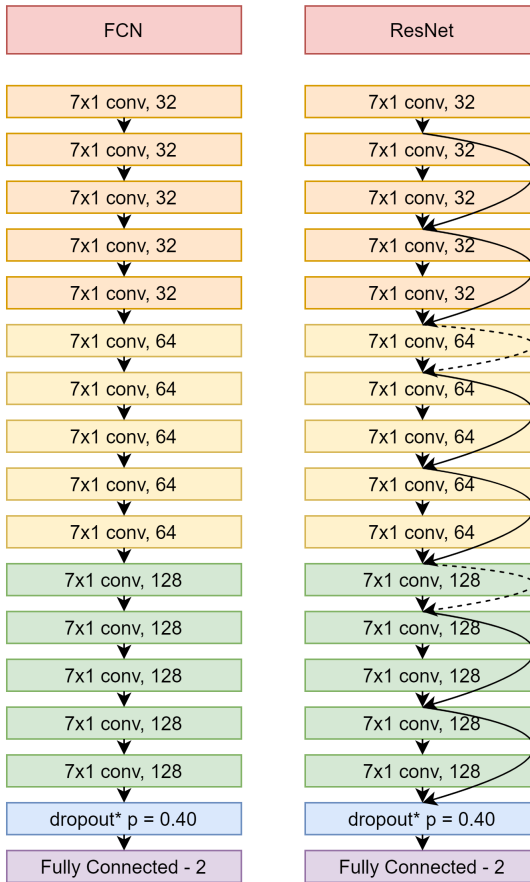 FCN
7x1 conv, 32
7x1 conv, 32
7x1 conv, 32
7x1 conv, 32
7x1 conv, 32
7x1 conv, 64
7x1 conv, 64
7x1 conv, 64
7x1 conv, 64
7x1 conv, 64
7x1 conv, 128
7x1 conv, 128
7x1 conv, 128
7x1 conv, 128
7x1 conv, 128
dropout* p = 0.40
Fully Connected - 2
ResNet
7x1 conv, 32
7x1 conv, 32
7x1 conv, 32
7x1 conv, 32
7x1 conv, 32
7x1 conv, 64
7x1 conv, 64
7x1 conv, 64
7x1 conv, 64
7x1 conv, 64
7x1 conv, 128
7x1 conv, 128
7x1 conv, 128
7x1 conv, 128
7x1 conv, 128
dropout* p = 0.40
Fully Connected - 2